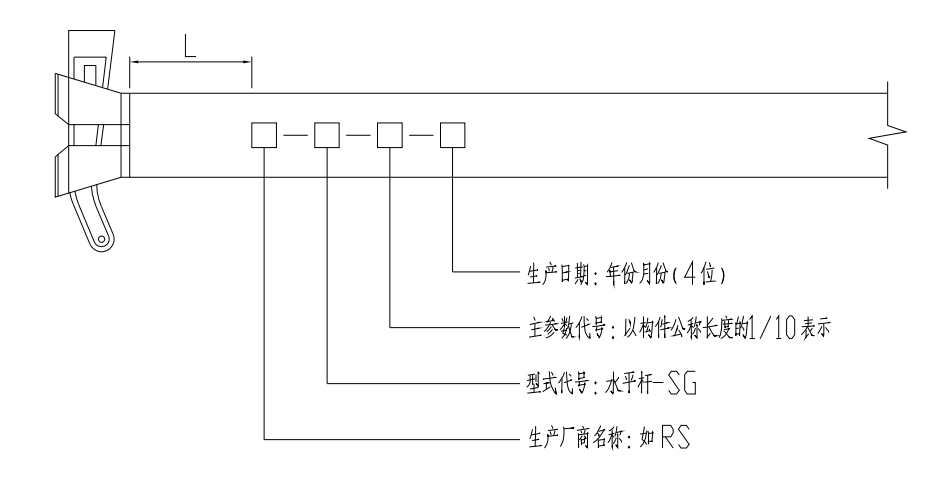 L
生产日期：年份月份(4位)
主参数代号：以构件公称长度的1/10表示
型式代号：水平杆-SG
生产厂商名称：如RS